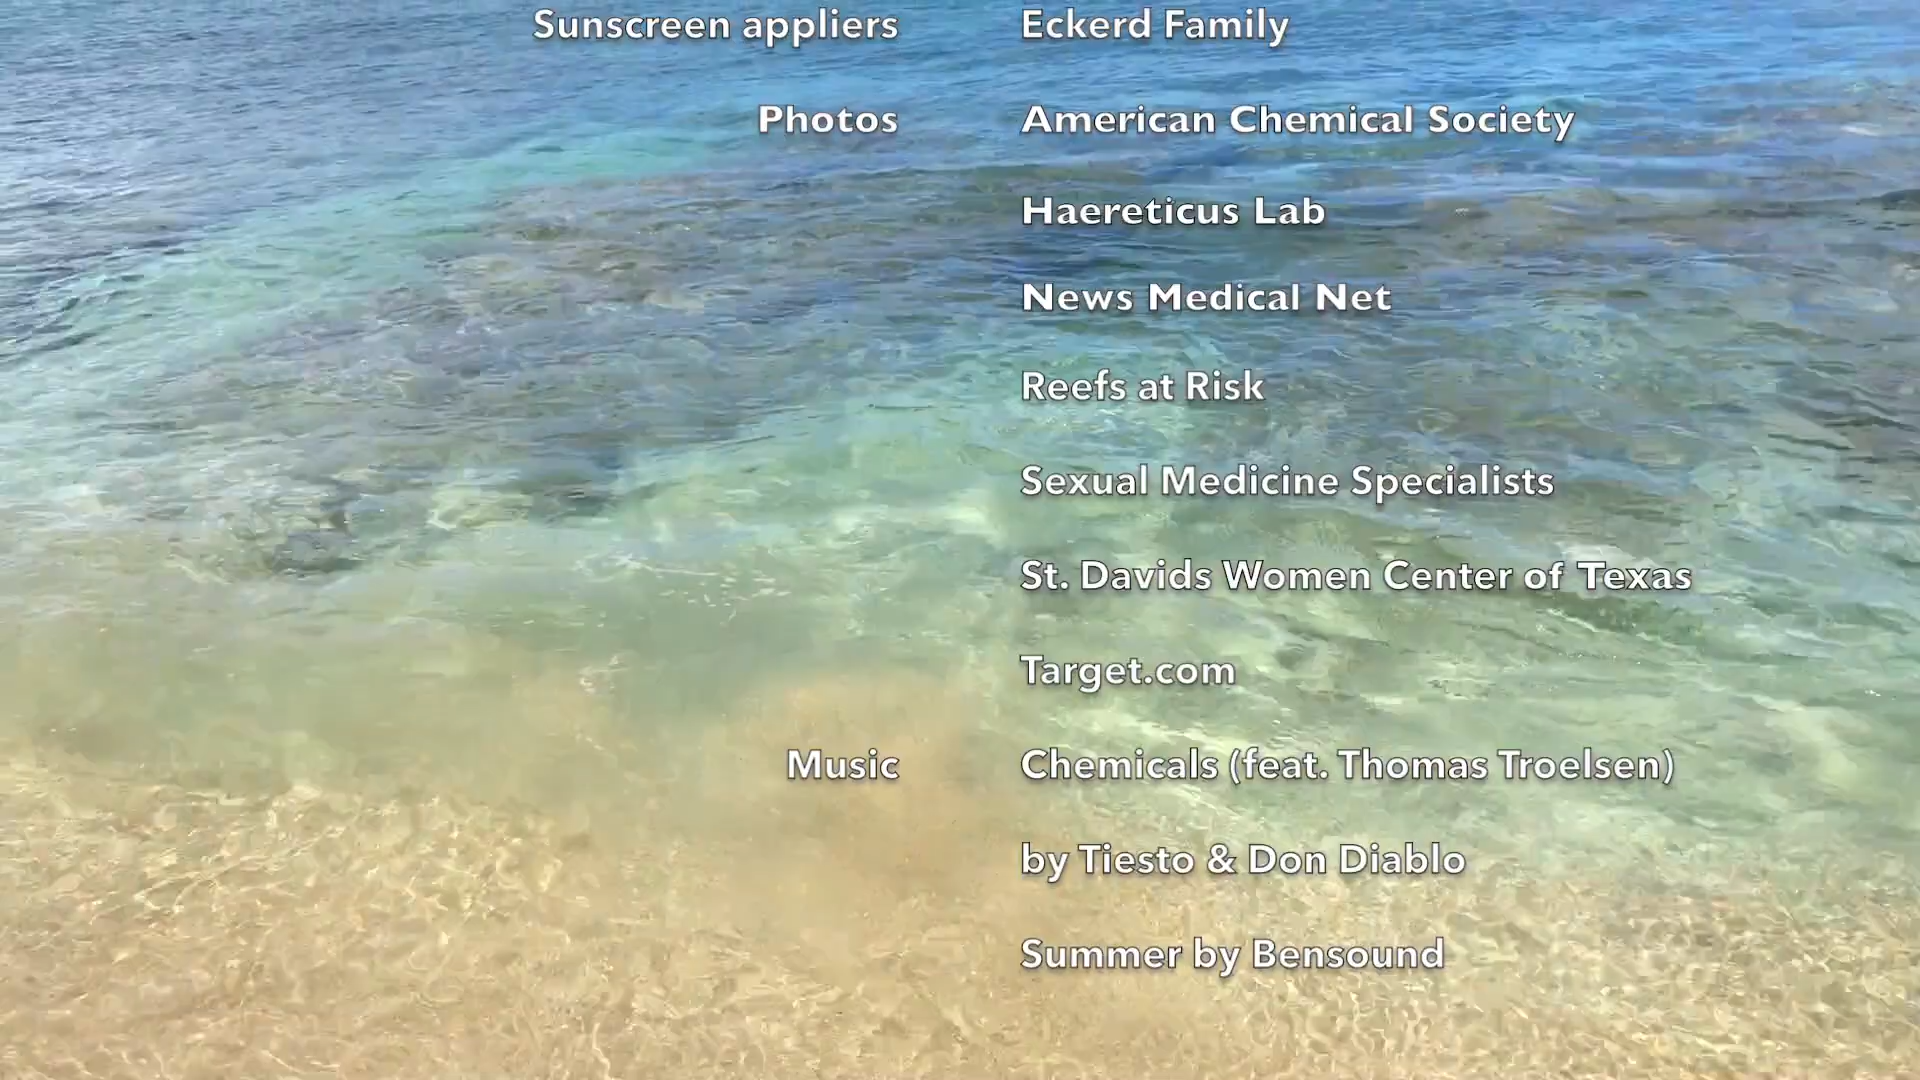 Sunscreen appliers Eckerd Family
Photos American Chemical Society
Haereticus Lab
News Medical Net
Reefs at Risk
Sexual Medicine Specialists
St. Davids Women Center of Texas
Target.com
Music Chemicals (feat. Thomas Troelsen)
by Tiesto & Don Diablo
Summer by Bensound